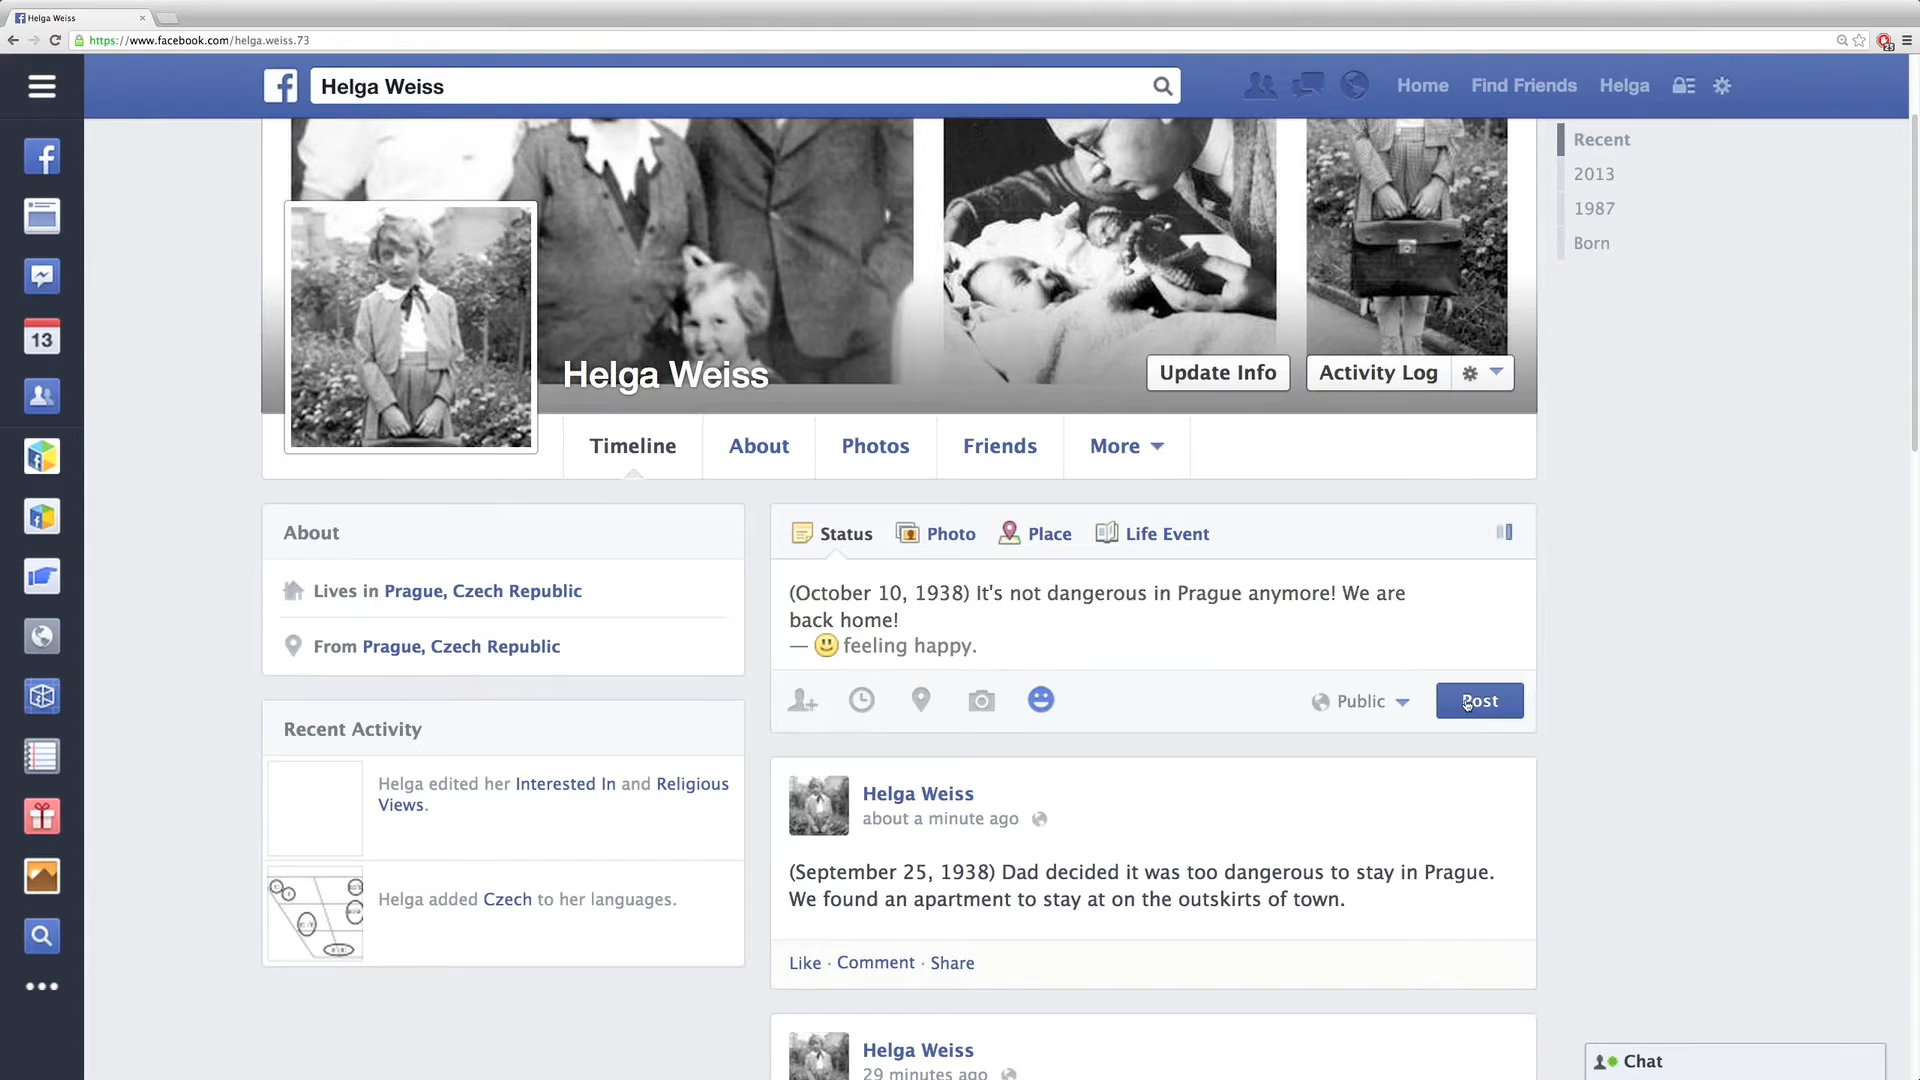 Helga Weiss
https://www.facebook.com/helga.weiss.73
25
f
Helga Weiss
Home
Find Friends
Helga
Recent
2013
1987
Born
13
Helga Weiss
Update Info
Activity Log
Timeline
About
Photos
Friends
More
About
Lives in Prague, Czech Republic
From Prague, Czech Republic
Recent Activity
Helga edited her Interested In and Religious
Views.
Helga added Czech to her languages.
Status
Photo
Place
Life Event
(October 10, 1938) It's not dangerous in Prague anymore! We are
back home!
— feeling happy.
Public
Post
Helga Weiss
about a minute ago
(September 25, 1938) Dad decided it was too dangerous to stay in Prague.
We found an apartment to stay at on the outskirts of town.
Like · Comment · Share
Helga Weiss
29 minutes ago
Chat